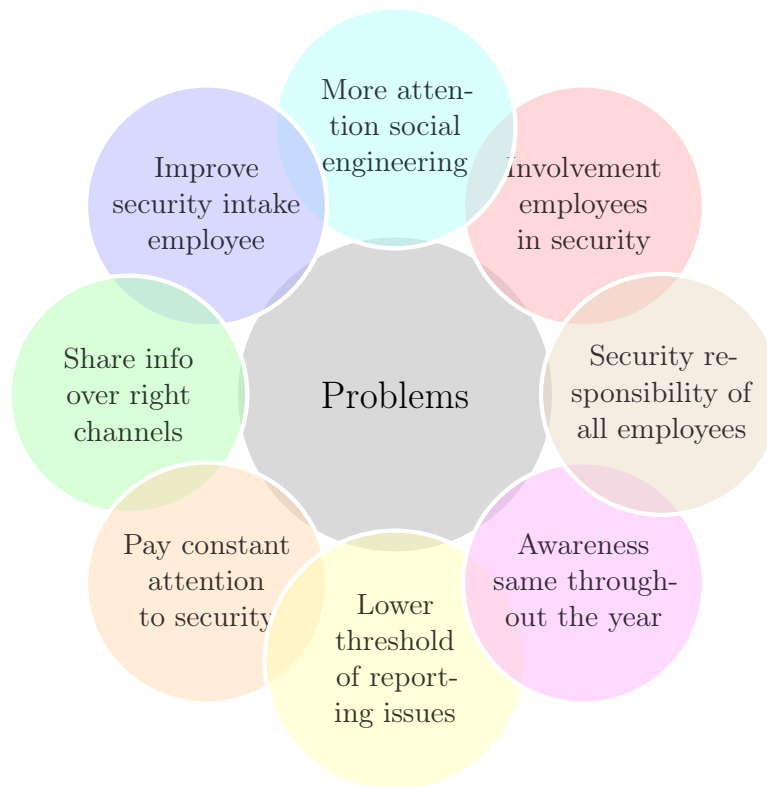 More atten-
tion social
engineering
Involvement
employees
in security
Security re-
sponsibility of
all employees
Awareness
same through-
out the year
Lower
threshold
of report-
ing issues
Pay constant
attention
to security
Share info
over right
channels
Improve
security intake
employee
Problems